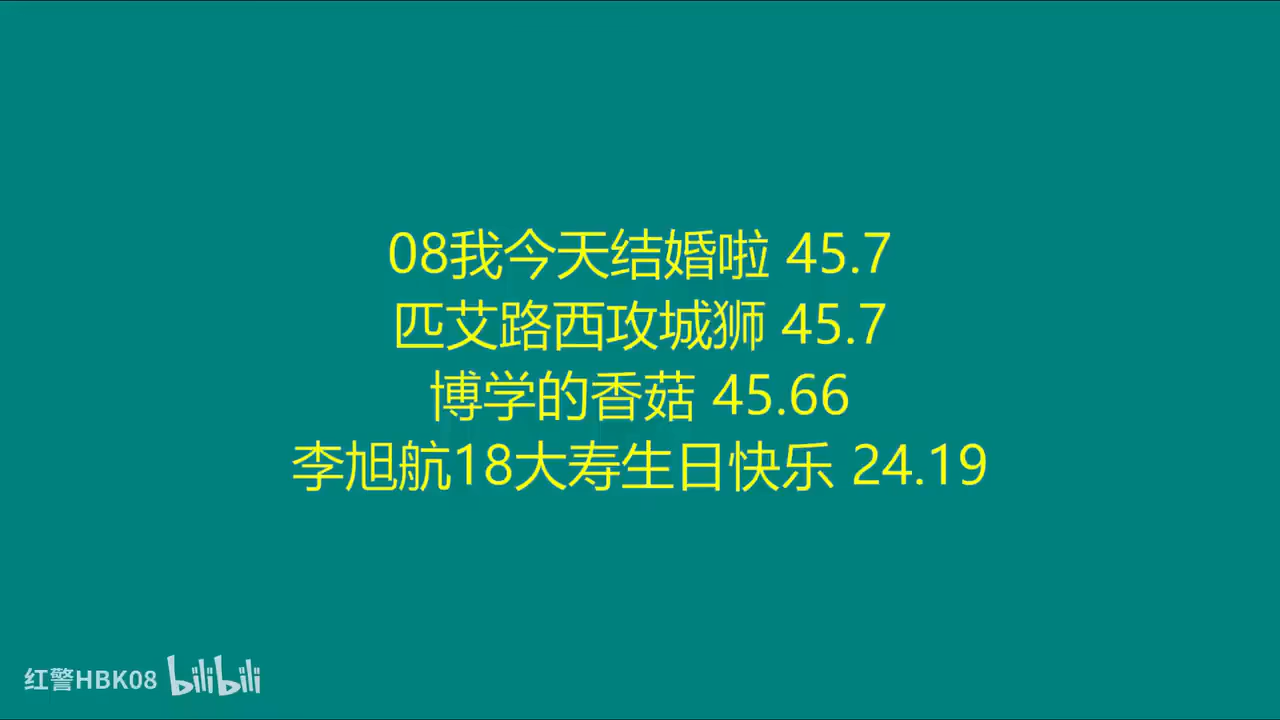 08我今天结婚啦 45.7
匹艾路西攻城狮 45.7
博学的香菇 45.66
李旭航18大寿生日快乐 24.19
红警HBK08 bilibili